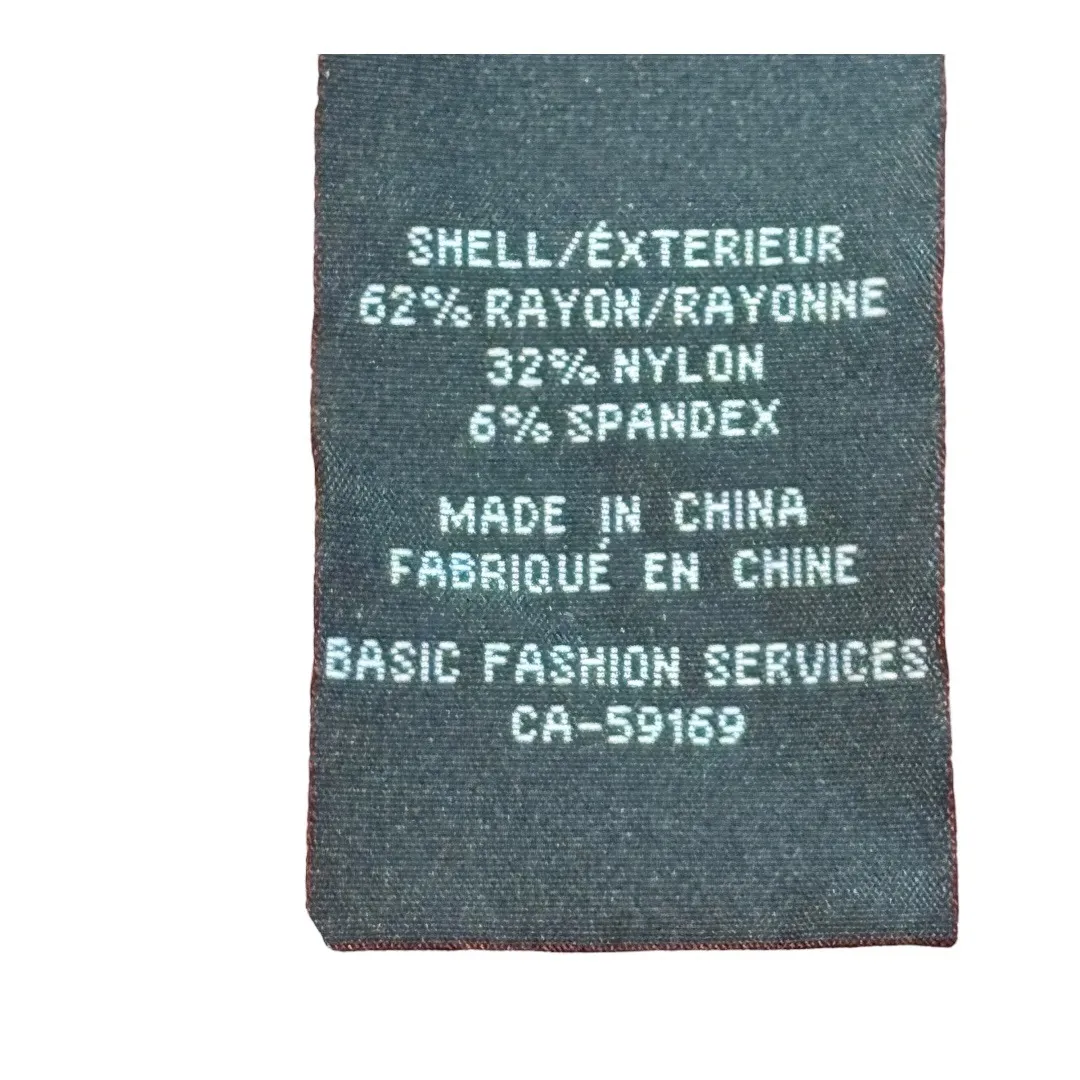 SHELL/ÉXTERIEUR
62% RAYON/RAYONNE
32% NYLON
6% SPANDEX
MADE IN CHINA
FABRIQUÉ EN CHINE
BASIC FASHION SERVICES
CA-59169